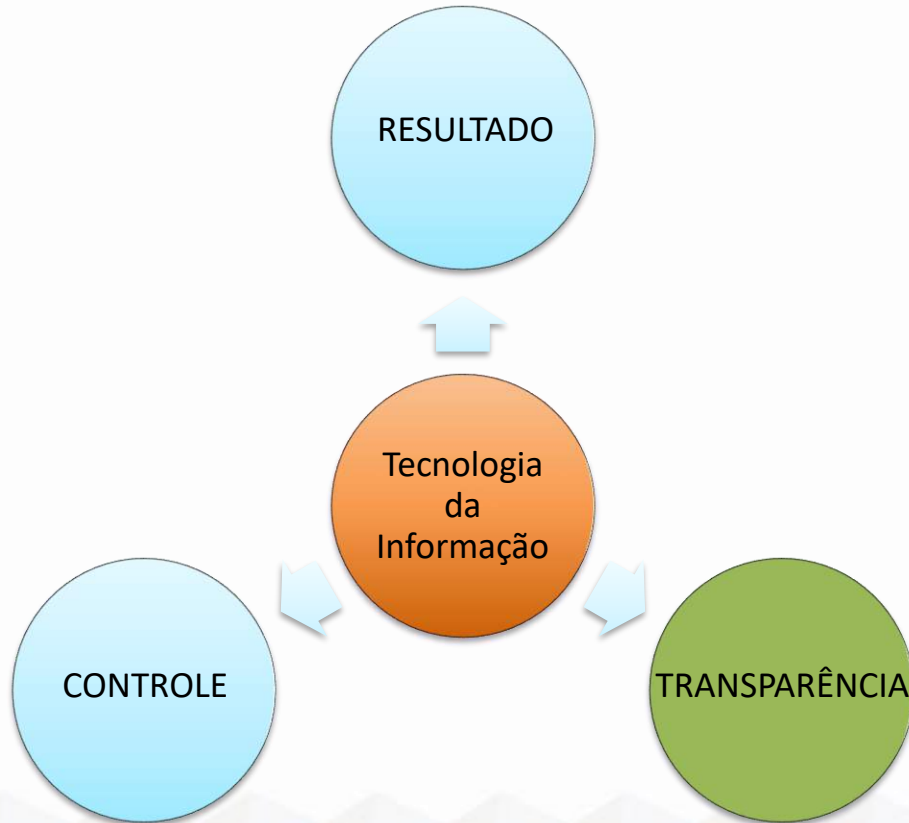 RESULTADO
Tecnologia
da
Informação
CONTROLE
TRANSPARÊNCIA